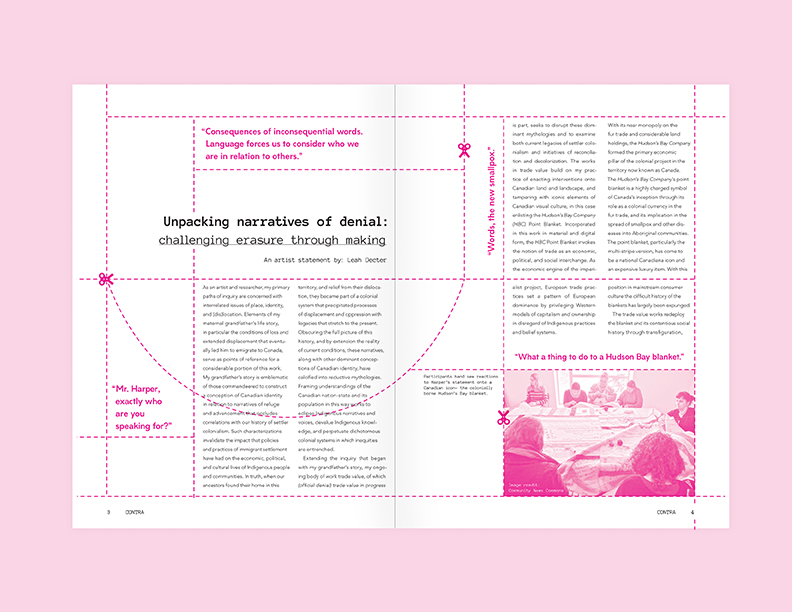 “Consequences of inconsequential words.
Language forces us to consider who we
are in relation to others.”
Unpacking narratives of denial:
challenging erasure through making
An artist statement by: Leah Decter
“Mr. Harper,
exactly who
are you
speaking for?”
As an artist and researcher, my primary
paths of inquiry are concerned with
interrelated issues of place, identity,
and (dis)location. Elements of my
maternal grandfather’s life story,
in particular the conditions of loss and
extended displacement that eventu-
ally led him to emigrate to Canada,
serve as points of reference for a
considerable portion of this work.
My grandfather’s story is emblematic
of those commandeered to construct
a conception of Canadian identity
in relation to narratives of refuge
and advancement that occludes
correlations with our history of settler
colonialism. Such characterizations
invalidate the impact that policies
and practices of immigrant settlement
have had on the economic, political,
and cultural lives of Indigenous people
and communities. In truth, when our
ancestors found their home in this
territory, and relief from their disloca-
tion, they became part of a colonial
system that precipitated processes
of displacement and oppression with
legacies that stretch to the present.
Obscuring the full picture of this
history, and by extension the reality
of current conditions, these narratives,
along with other dominant concep-
tions of Canadian identity, have
calcified into reductive mythologies.
Framing understandings of the
Canadian nation-state and its
population in this way works to
eclipse Indigenous narratives and
voices, devalue Indigenous knowl-
edge, and perpetuate dichotomous
colonial systems in which inequities
are entrenched.
Extending the inquiry that began
with my grandfather’s story, my ongo-
ing body of work trade value, of which
(official denial) trade value in progress
3 CONTRA
“Words, the new smallpox.”
is part, seeks to disrupt these dom-
inant mythologies and to examine
both current legacies of settler colo-
nialism and initiatives of reconcilia-
tion and decolonization. The works
in trade value build on my prac-
tice of enacting interventions onto
Canadian land and landscape, and
tampering with iconic elements of
Canadian visual culture, in this case
enlisting the Hudson’s Bay Company
(HBC) Point Blanket. Incorporated
in this work in material and digital
form, the HBC Point Blanket invokes
the notion of trade as an economic,
political, and social interchange. As
the economic engine of the imperi-
alist project, European trade prac-
tices set a pattern of European
dominance by privileging Western
models of capital and ownership
in disregard of Indigenous practices
and belief systems.
With its near monopoly on the
fur trade and considerable land
holdings, the Hudson’s Bay Company
formed the primary economic
pillar of the colonial project in the
territory now known as Canada.
The Hudson’s Bay Company’s point
blanket is a highly charged symbol
of Canada’s inception through its
role as a colonial currency in the
fur trade, and its implication in the
spread of smallpox and other dis-
eases into Aboriginal communities.
The point blanket, particularly the
multi-stripe version, has come to
be a national Canadiana icon and
an expensive luxury item. With this
position in mainstream consumer
culture the difficult history of the
blankets has largely been expunged.
The trade value works redeploy
the blanket and its contentious social
history through transfiguration,
“What a thing to do to a Hudson Bay blanket.”
Participants hand sew reactions
to Harper’s statement onto a
Canadian icon: the colonially
borne Hudson’s Bay blanket.
Image credit:
Community News Commons
CONTRA 4